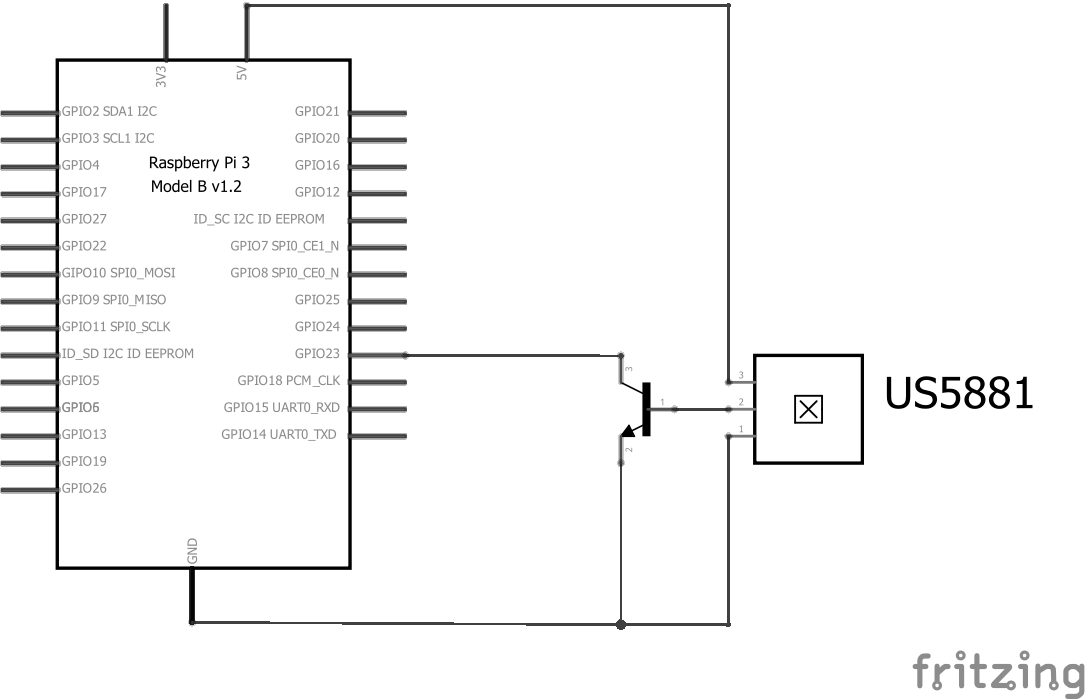 3V3
5V
GPIO2 SDA1 I2C
GPIO21
GPIO3 SCL1 I2C
GPIO20
GPIO4
Raspberry Pi 3
GPIO16
Model B v1.2
GPIO17
GPIO12
GPIO27
ID_SC I2C ID EEPROM
GPIO22
GPIO7 SPI0_CE1_N
GIPO10 SPI0_MOSI
GPIO8 SPI0_CE0_N
GPIO9 SPI0_MISO
GPIO25
GPIO11 SPI0_SCLK
GPIO24
ID_SD I2C ID EEPROM
GPIO23
GPIO5
GPIO18 PCM_CLK
GPIO6
GPIO15 UART0_RXD
GPIO13
GPIO14 UART0_TXD
GPIO19
GPIO26
GND
3
1
2
3
2
1
US5881
fritzing